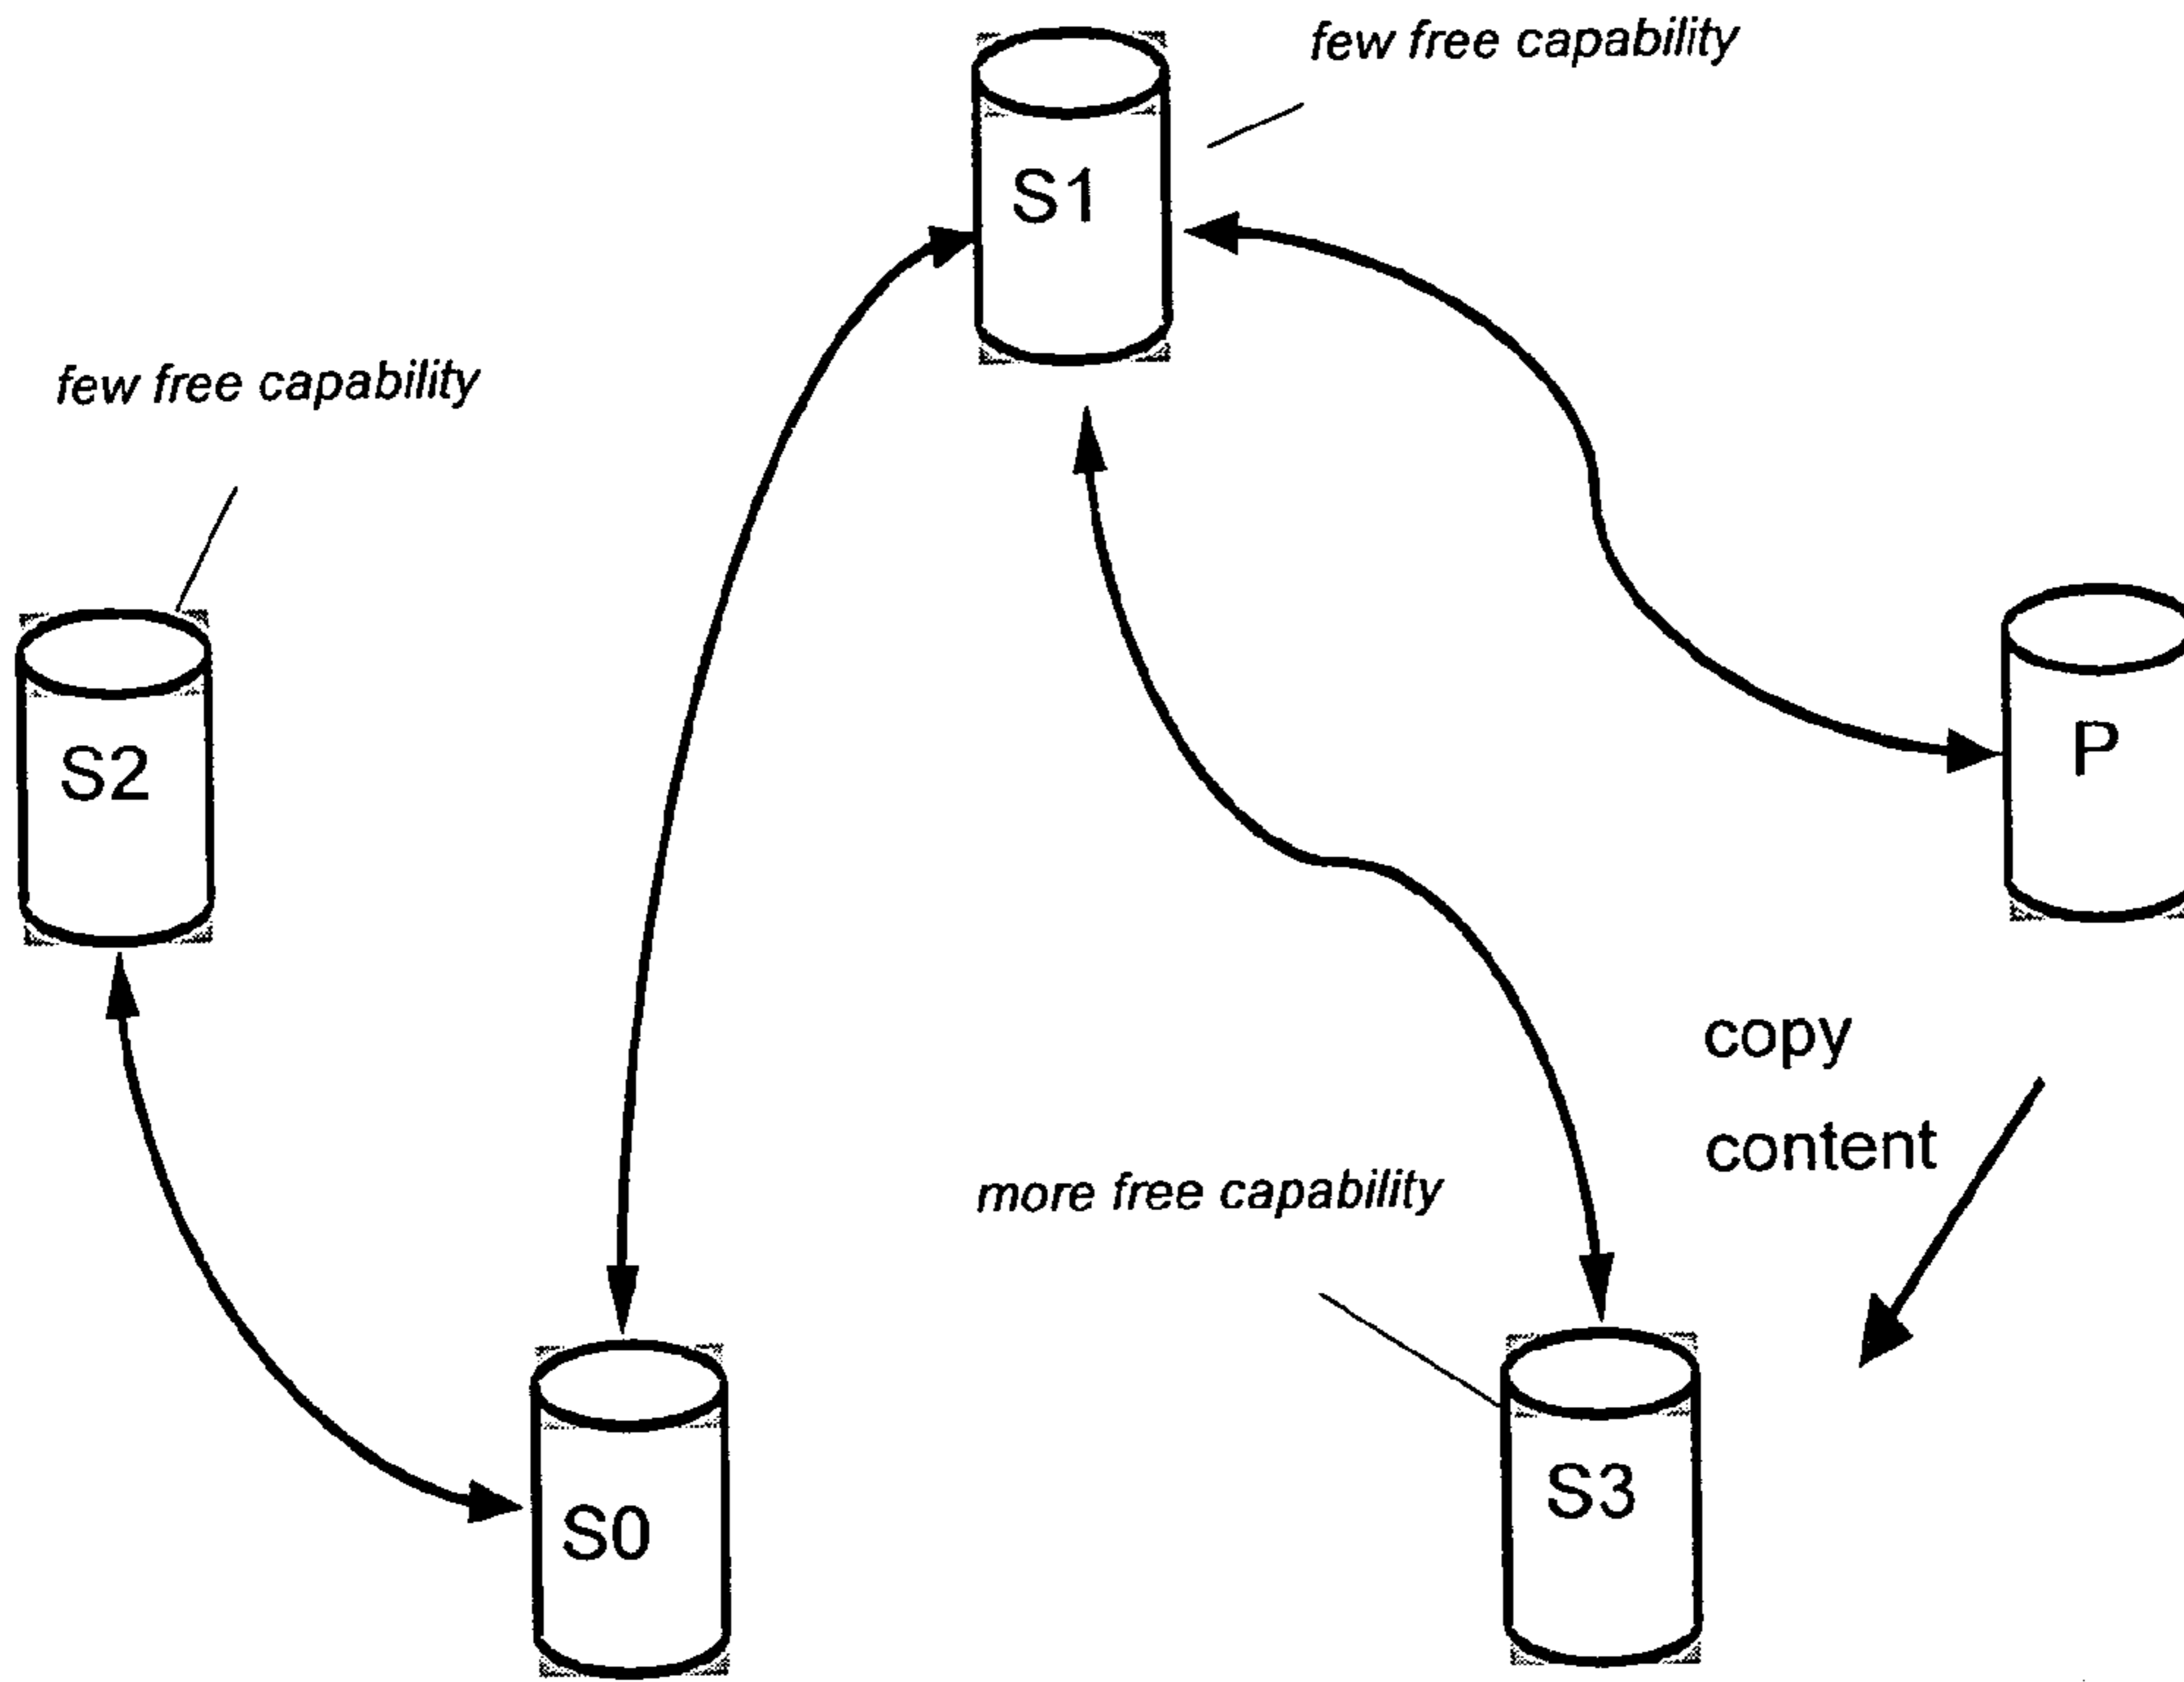 few free capability
S1
few free capability
S2
P
copy
content
more free capability
S3
S0